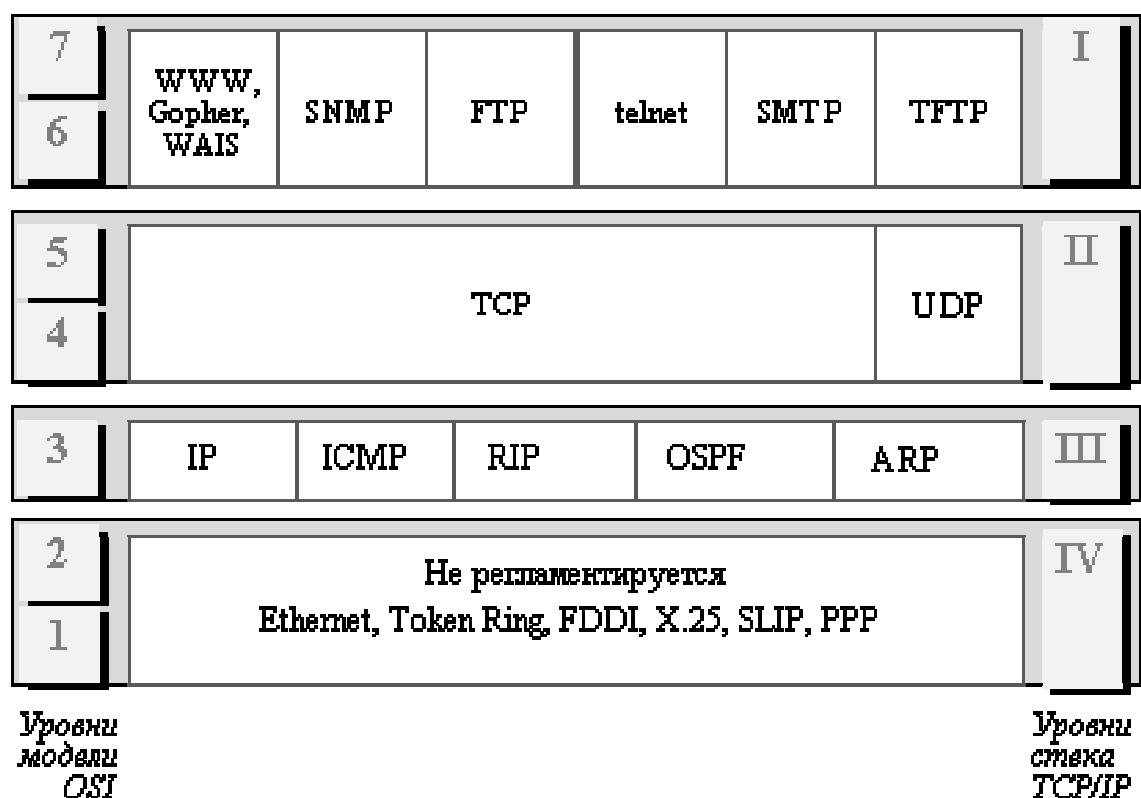 7
6
WWW,
Gopher,
WAIS
SNMP
FTP
telnet
SMTP
TFTP
I
5
4
TCP
UDP
II
3
IP
ICMP
RIP
OSPF
ARP
III
2
1
Не регламентируется
Ethernet, Token Ring, FDDI, X.25, SLIP, PPP
IV
Уровни
модели
OSI
Уровни
стека
TCP/IP